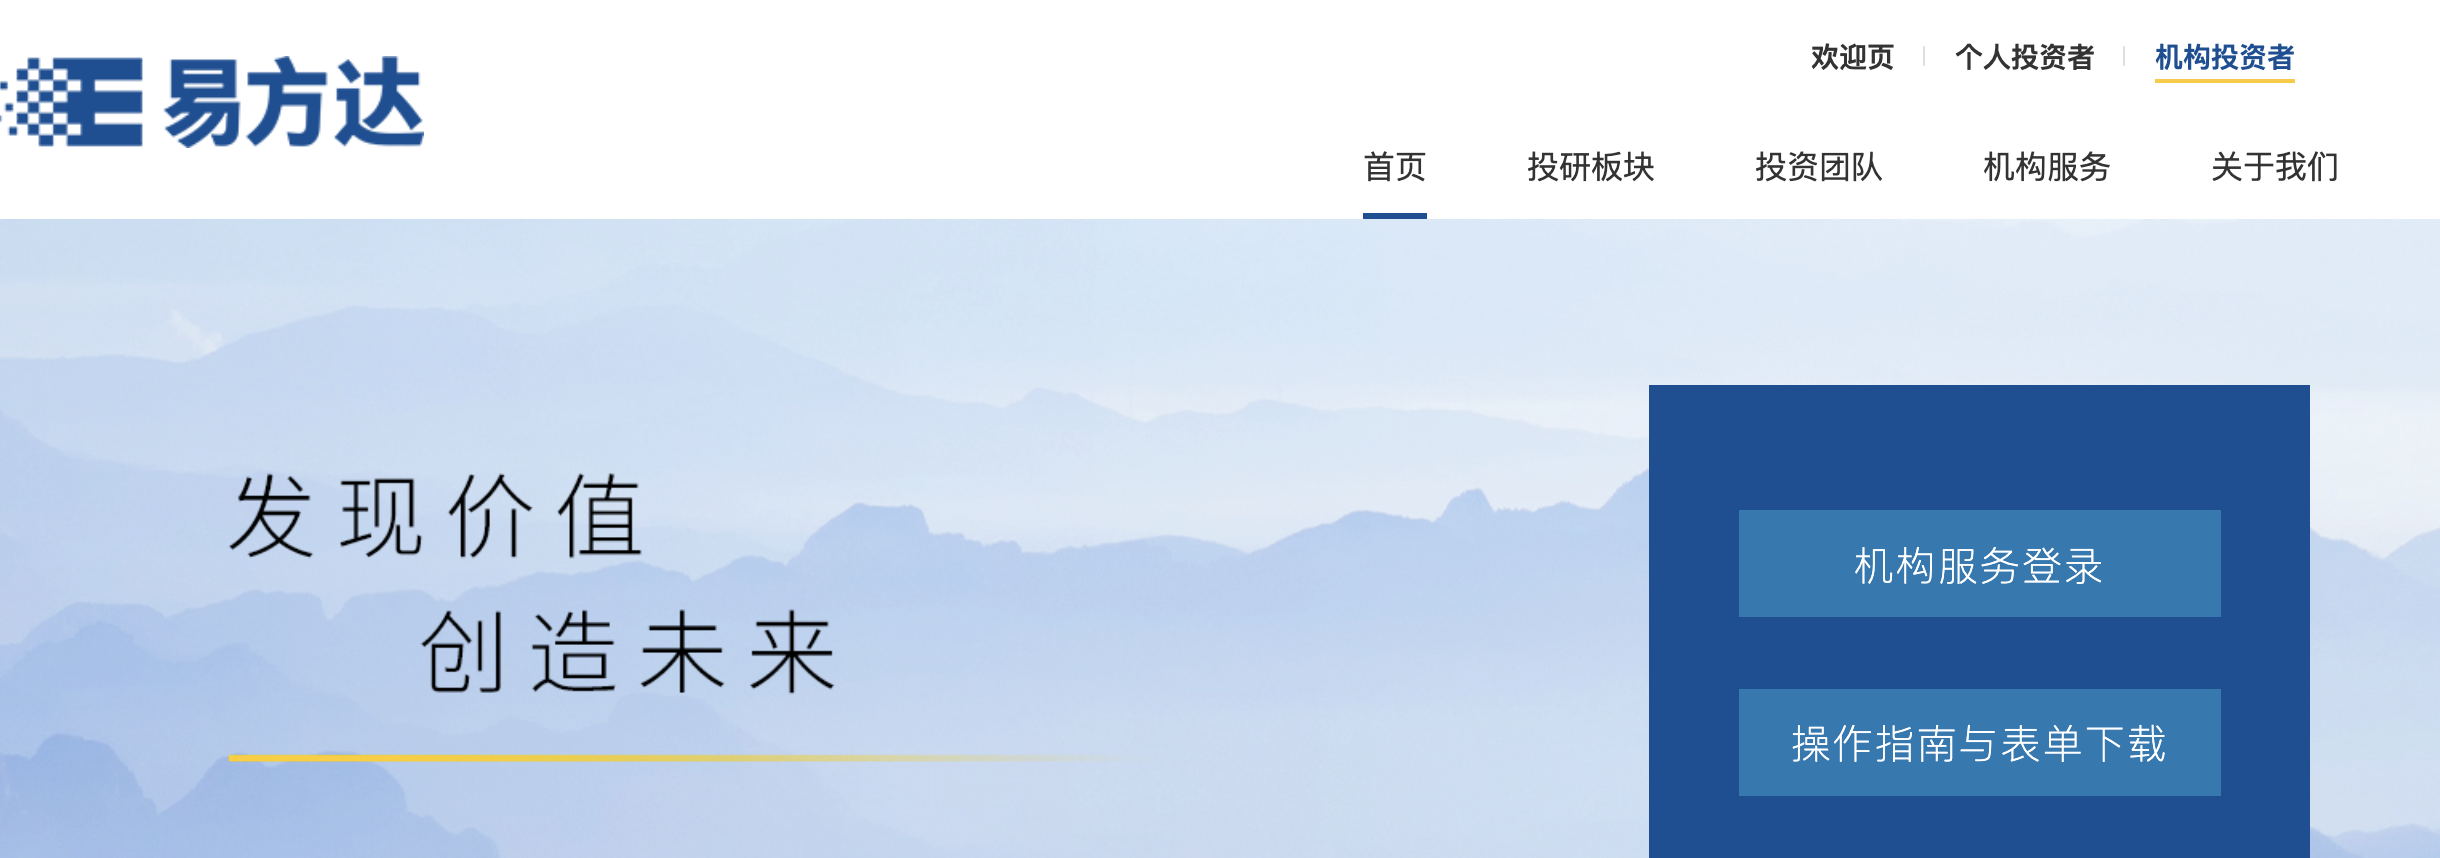 易方达
欢迎页 个人投资者 机构投资者
首页 投研板块 投资团队 机构服务 关于我们
发现价值
创造未来
机构服务登录
操作指南与表单下载